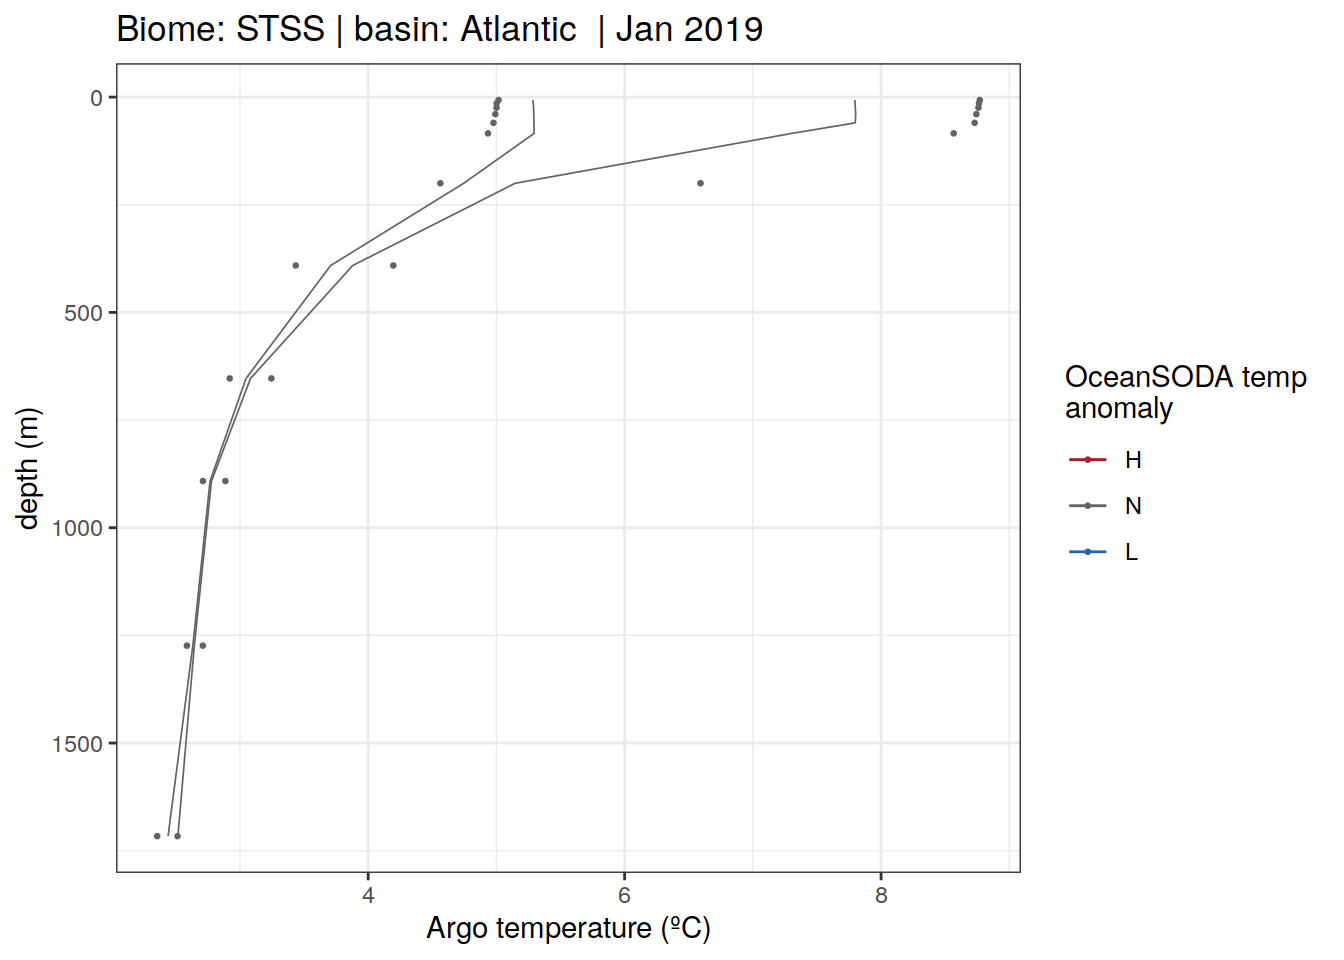 Biome: STSS | basin: Atlantic  | Jan 2019
0
500
1000
1500
depth (m)
4
6
8
Argo temperature (ºC)
OceanSODA temp
anomaly
H
N
L